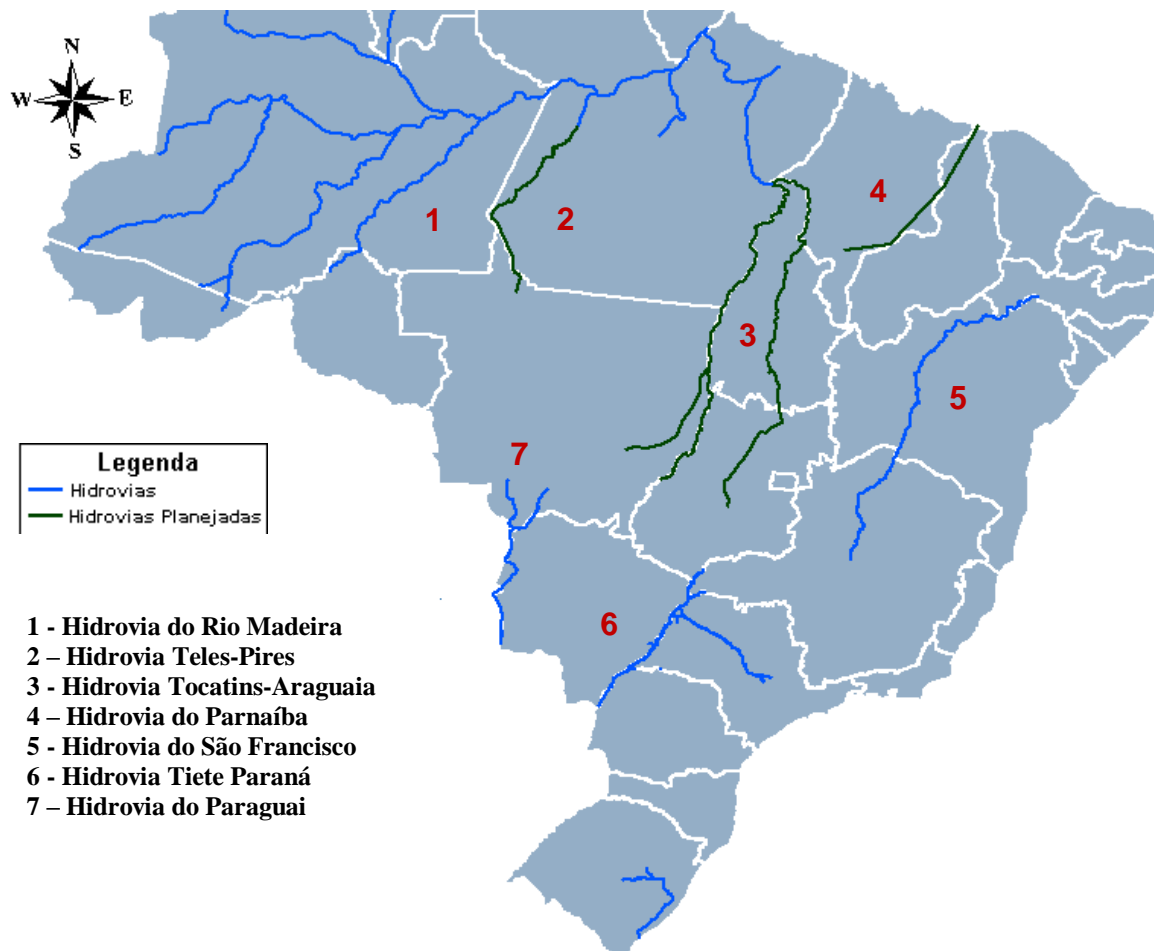 N
W E
S
1
2
3
4
5
6
7
Legenda
Hidrovias
Hidrovias Planejadas
1 - Hidrovia do Rio Madeira
2 – Hidrovia Teles-Pires
3 - Hidrovia Tocatins-Araguaia
4 – Hidrovia do Parnaíba
5 - Hidrovia do São Francisco
6 - Hidrovia Tiete Paraná
7 – Hidrovia do Paraguai